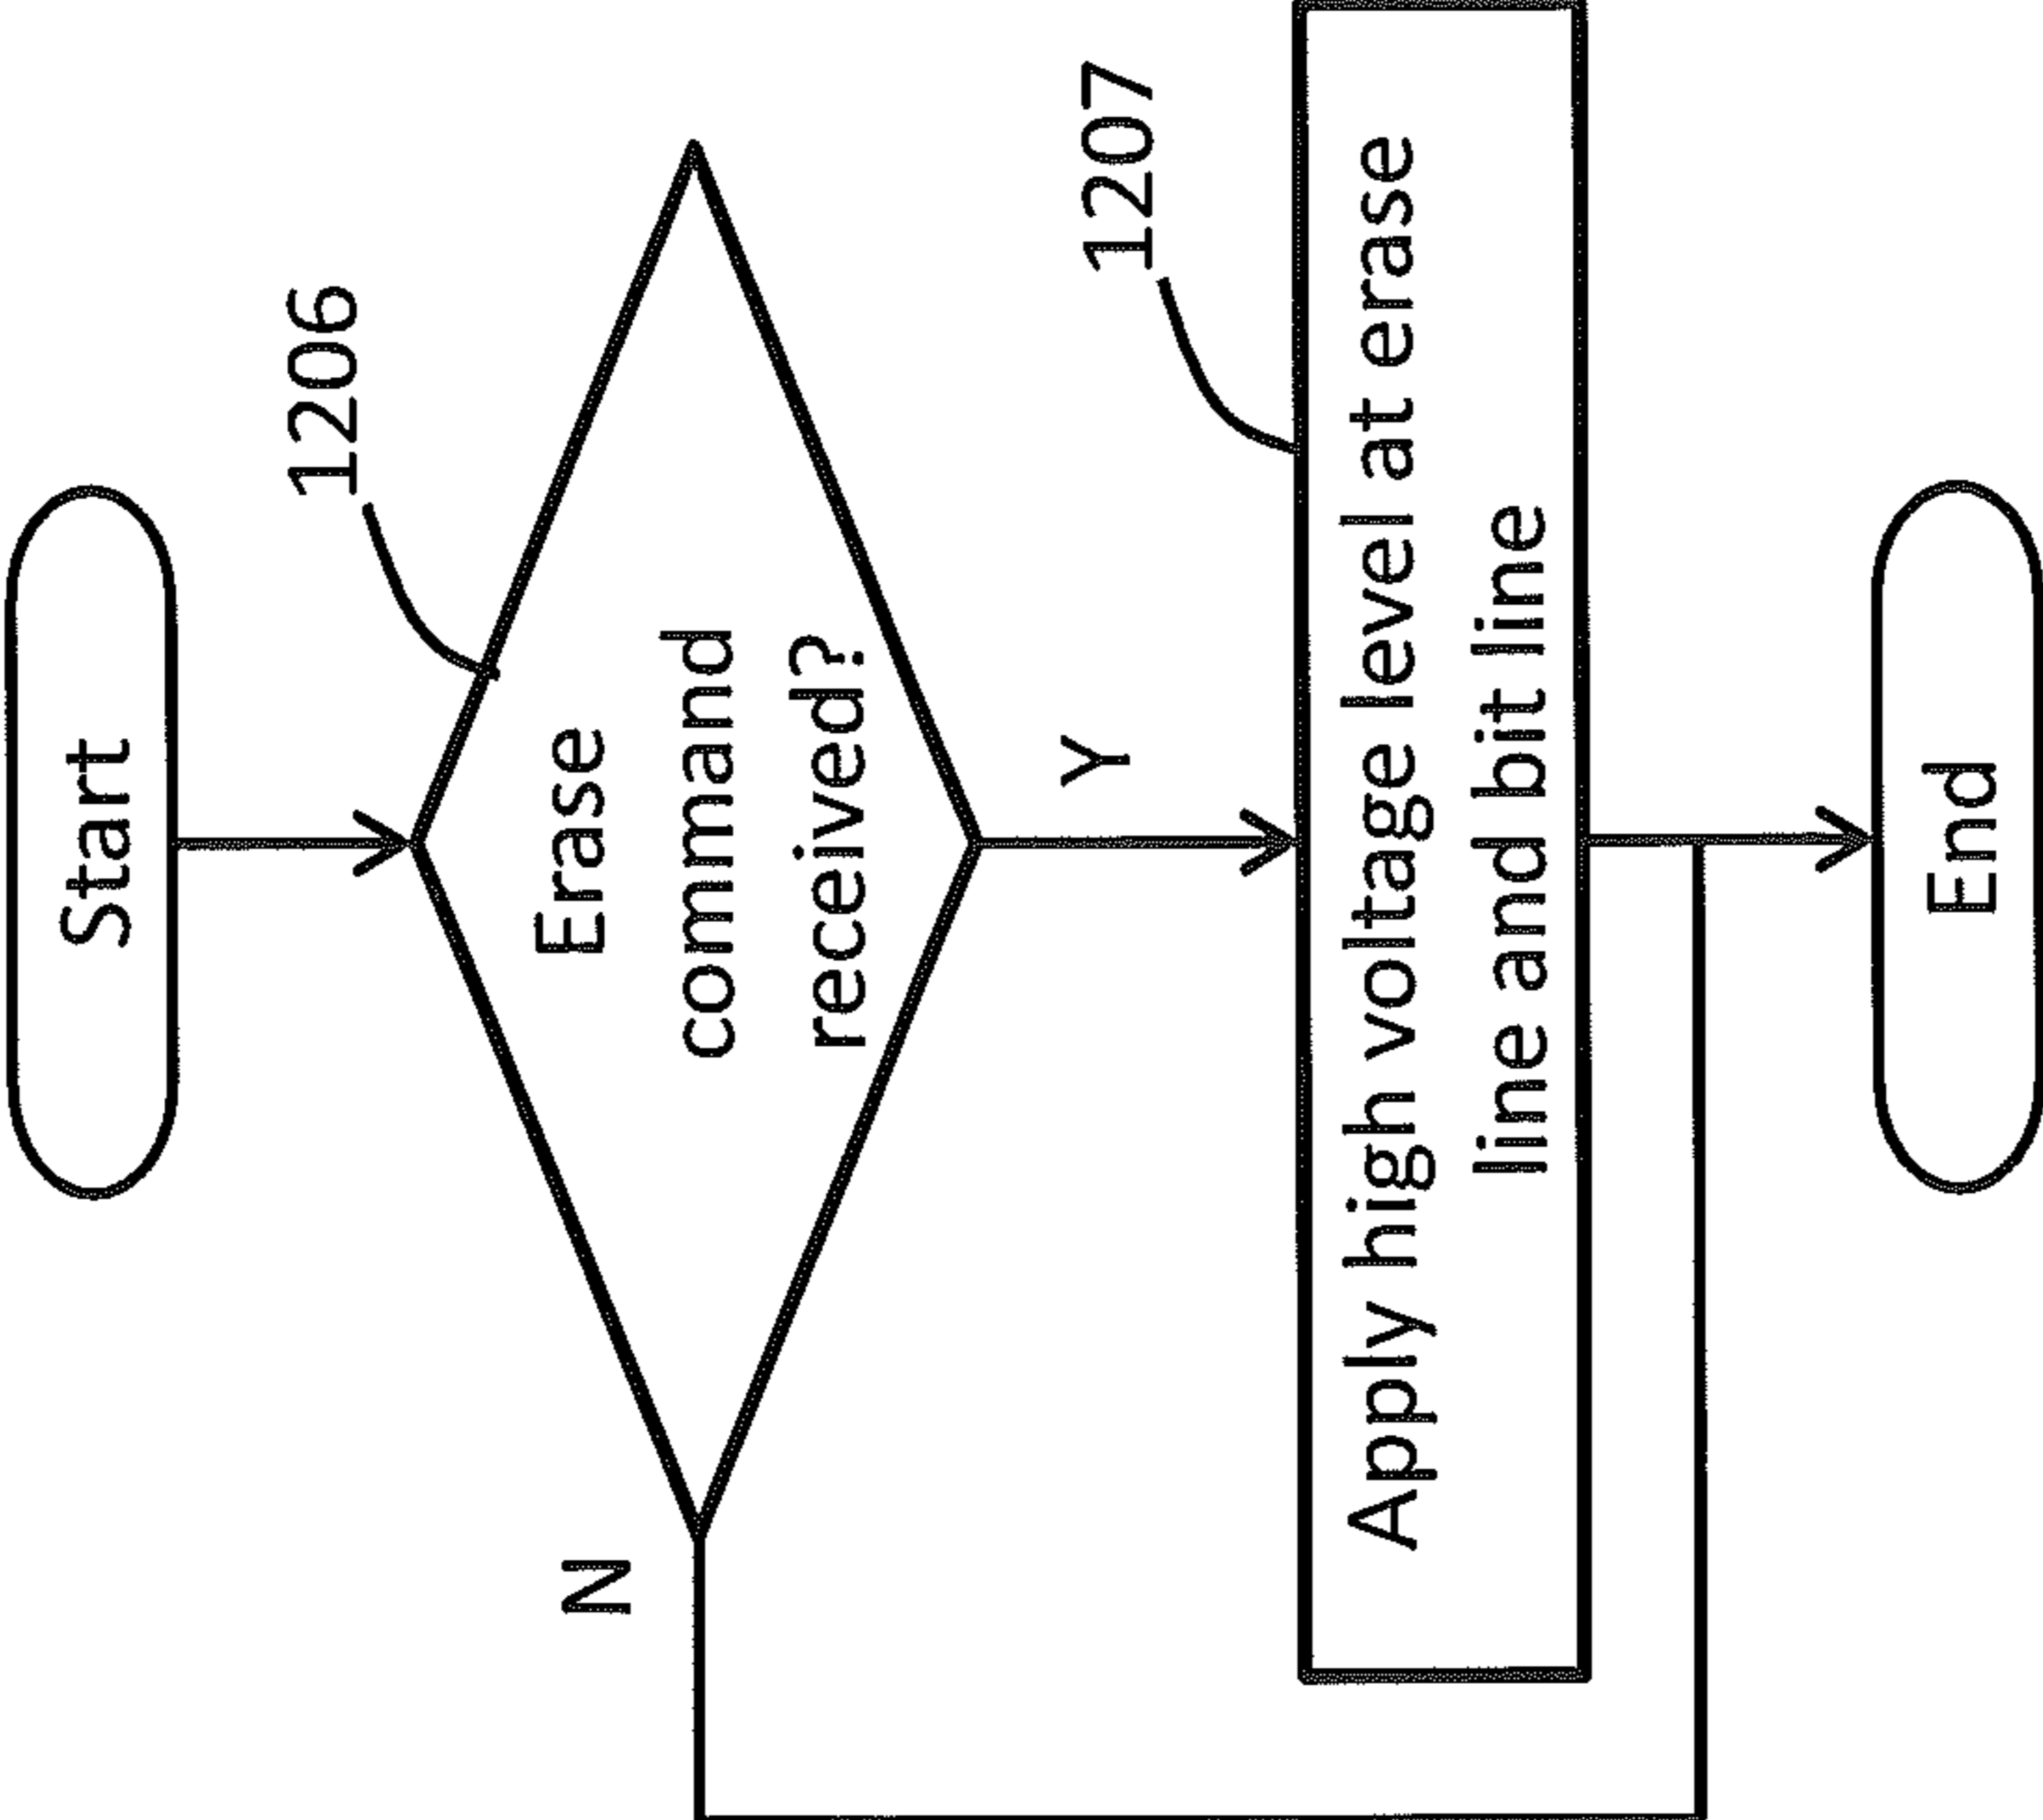 Start
1206
Erase
command
received?
N
Y
1207
Apply high voltage level at erase
line and bit line
End